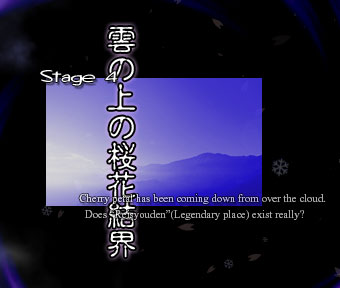 Stage 4
雲の上の桜花結界
Cherry petal has been coming down from over the cloud.
Does "Reisyouden"(Legendary place) exist really?